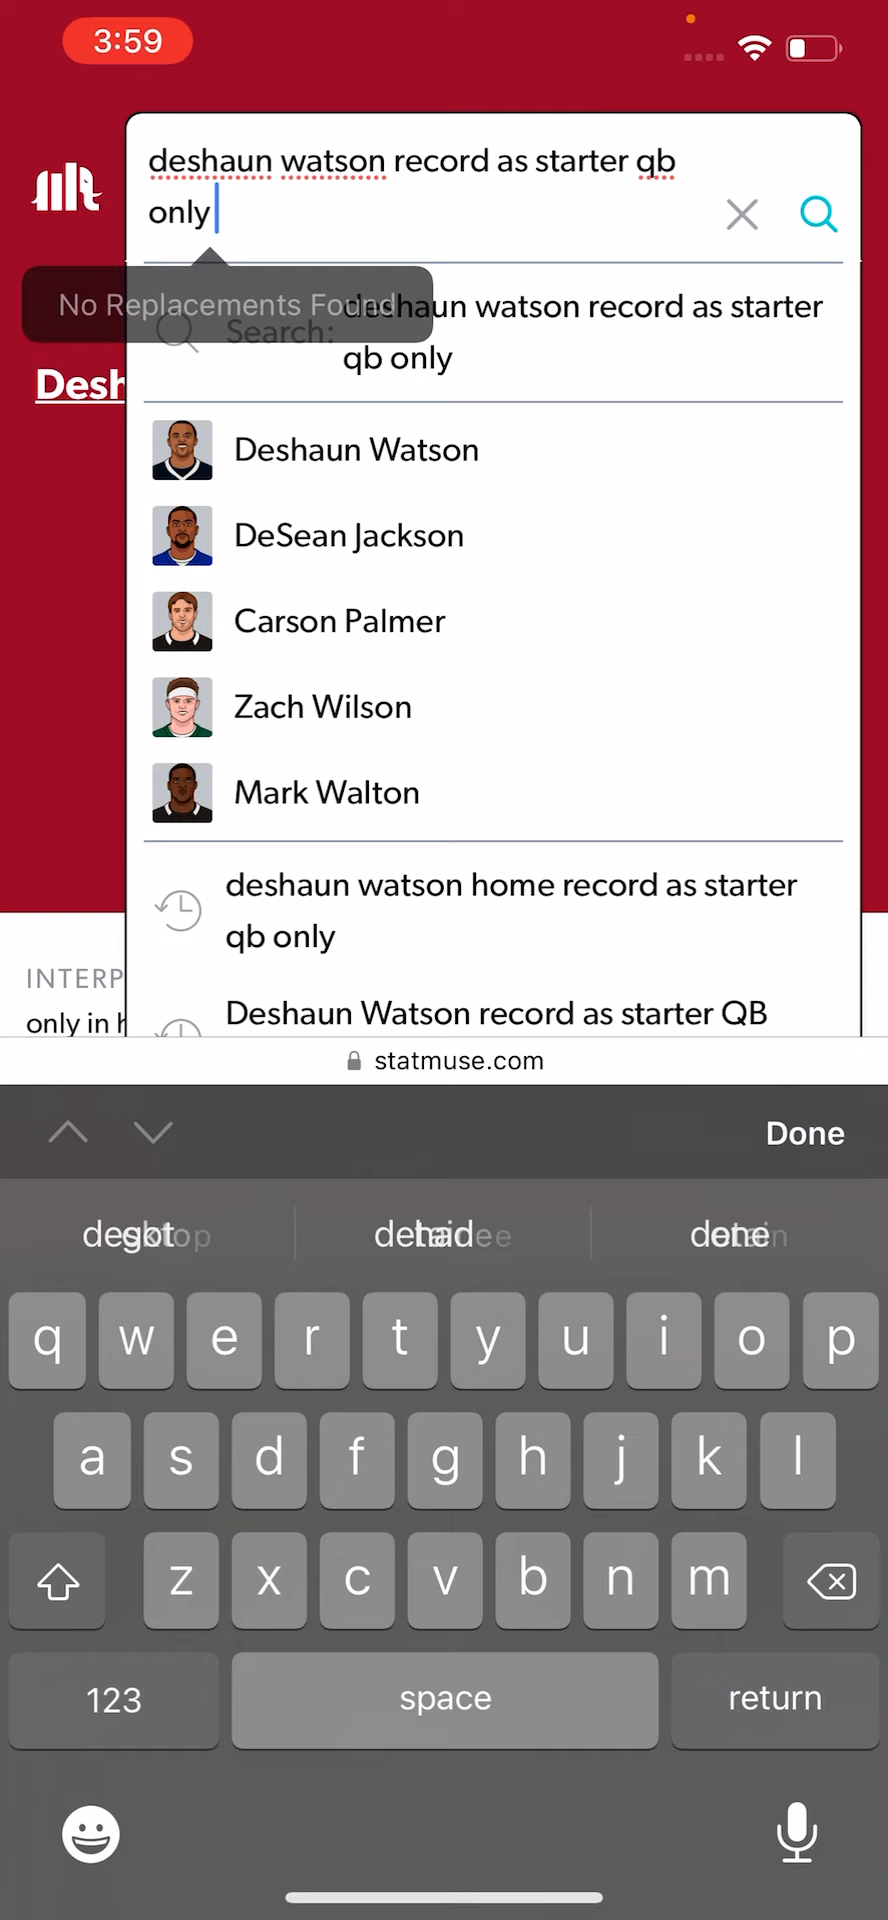 3:59
deshaun watson record as starter qb
only
No Replacements Found
Search: deshaun watson record as starter
qb only
Desh
Deshaun Watson
DeSean Jackson
Carson Palmer
Zach Wilson
Mark Walton
deshaun watson home record as starter
qb only
INTERP
Deshaun Watson record as starter QB
only in h
statmuse.com
Done
q w e r t y u i o p
a s d f g h j k l
z x c v b n m
123 space return